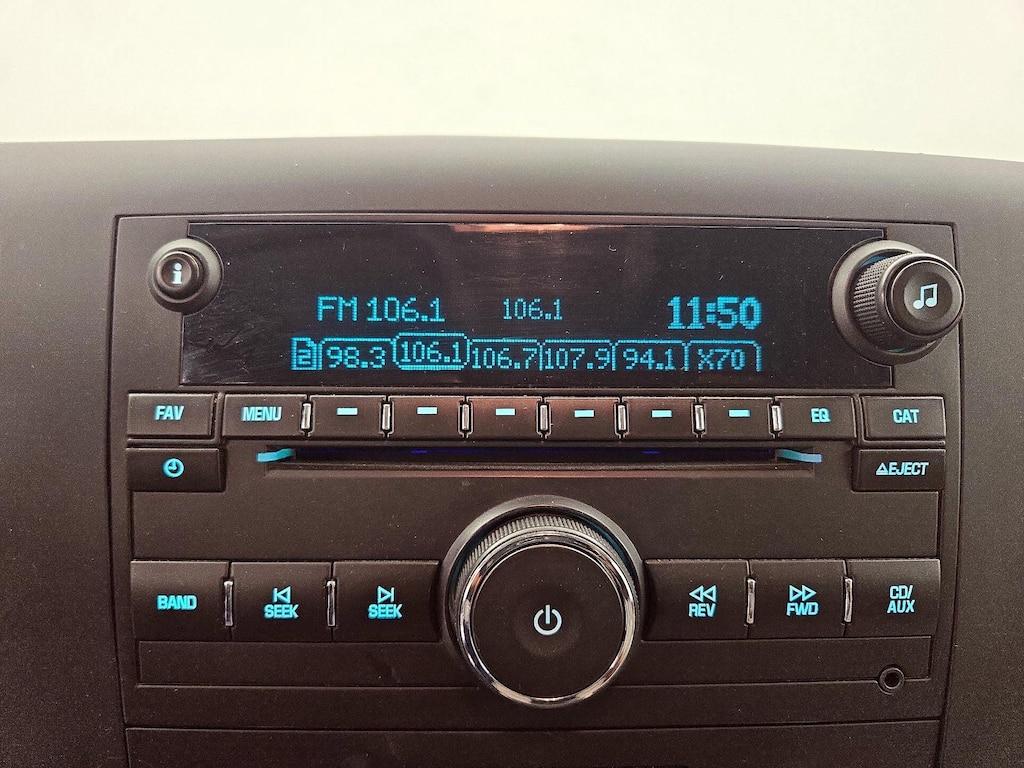 i
FM 106.1 106.1 11:50
2 98.3 106.1 106.7 107.9 94.1 X70
FAV MENU EQ CAT
EJECT
BAND SEEK SEEK REV FWD CD/
AUX